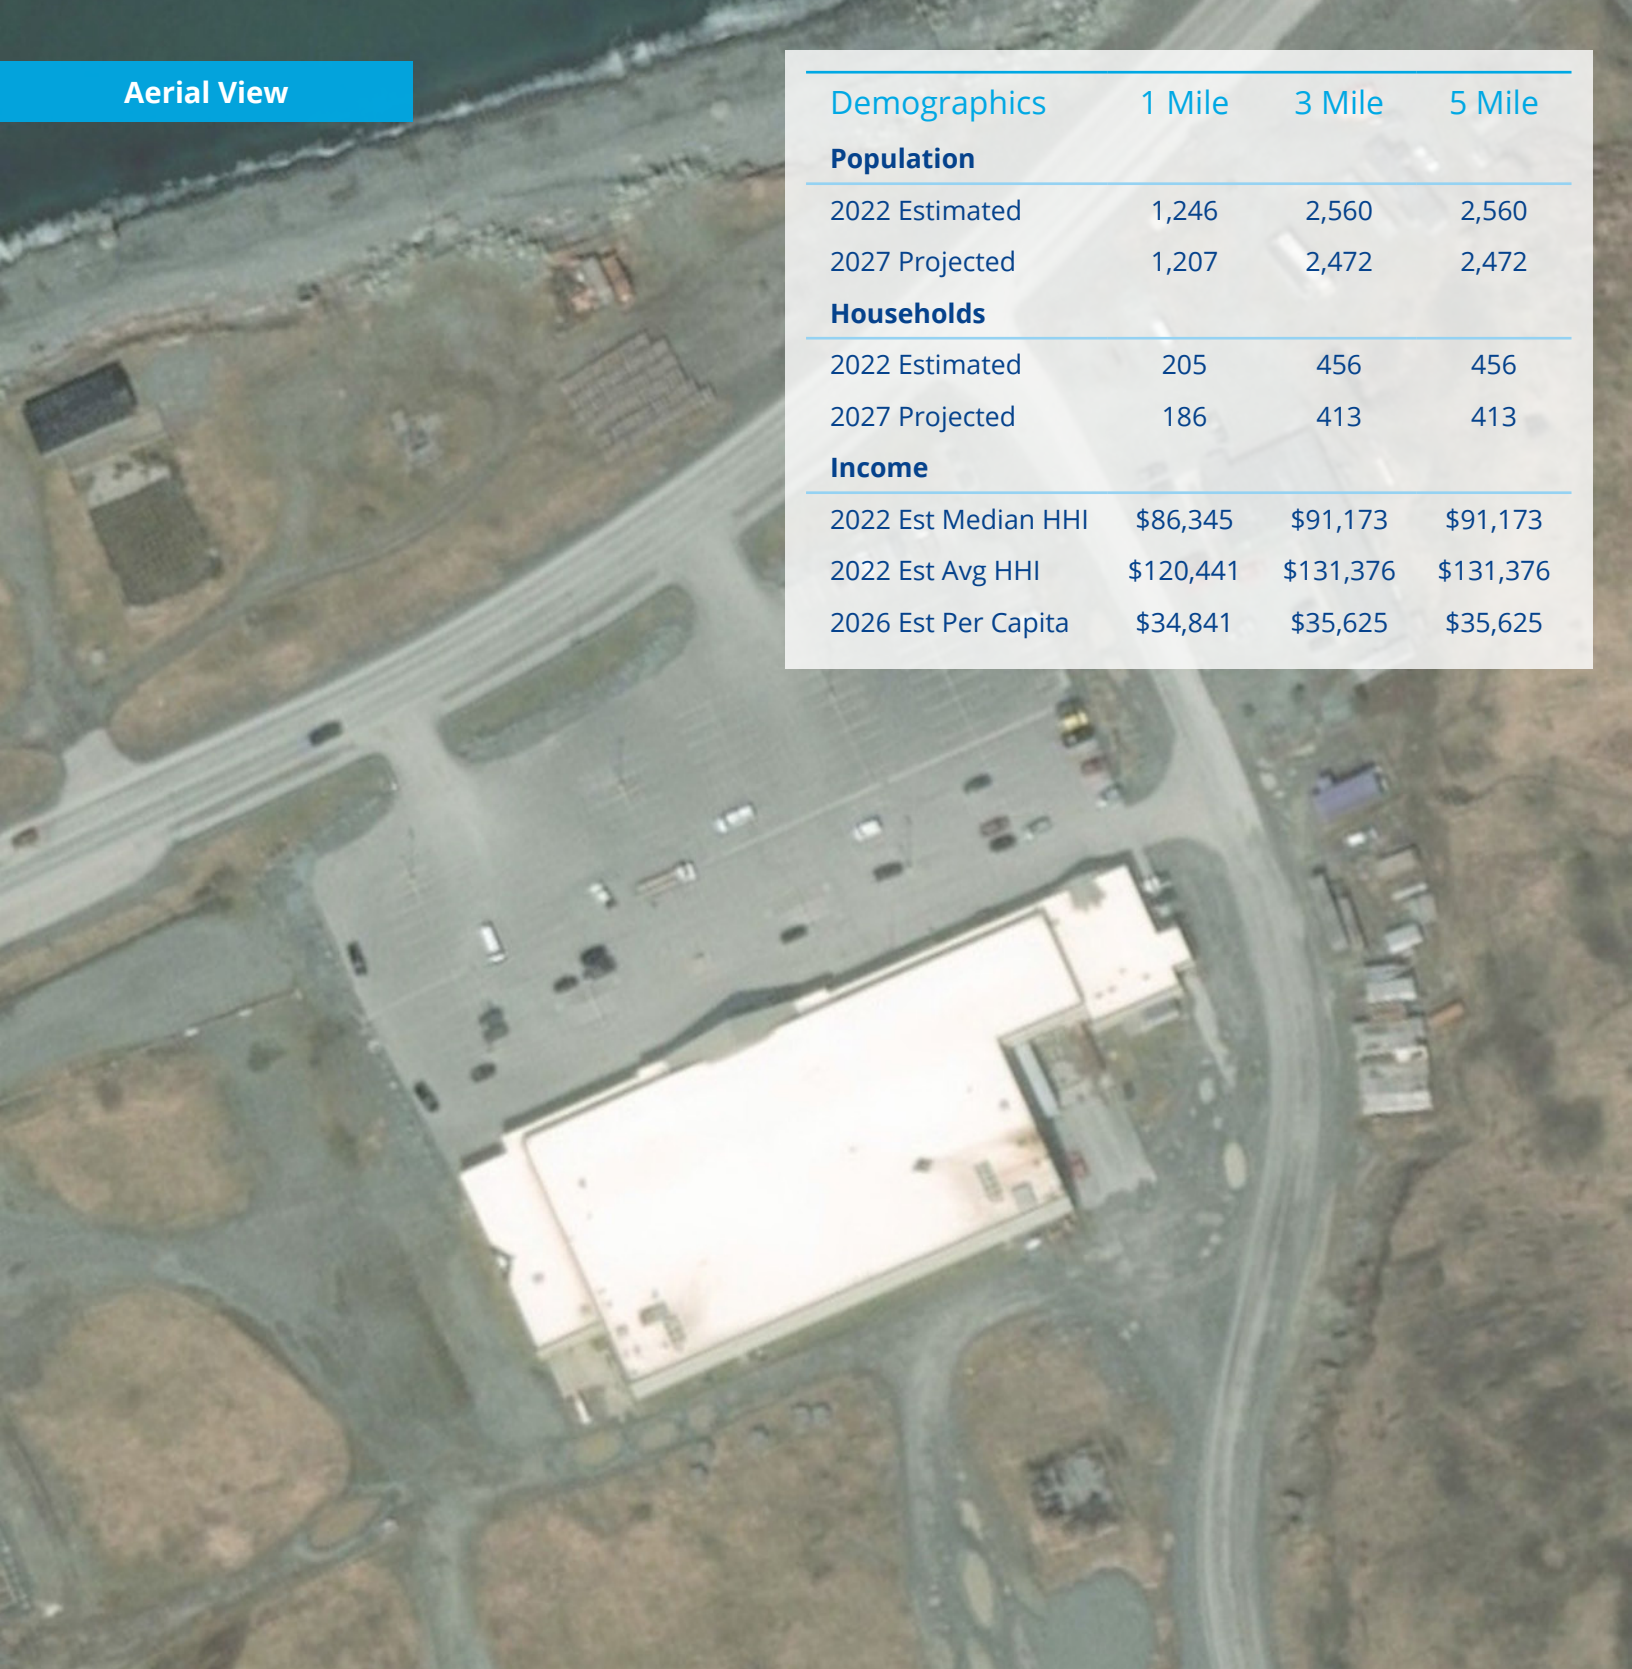 Aerial View
Demographics 1 Mile 3 Mile 5 Mile
Population
2022 Estimated 1,246 2,560 2,560
2027 Projected 1,207 2,472 2,472
Households
2022 Estimated 205 456 456
2027 Projected 186 413 413
Income
2022 Est Median HHI $86,345 $91,173 $91,173
2022 Est Avg HHI $120,441 $131,376 $131,376
2026 Est Per Capita $34,841 $35,625 $35,625